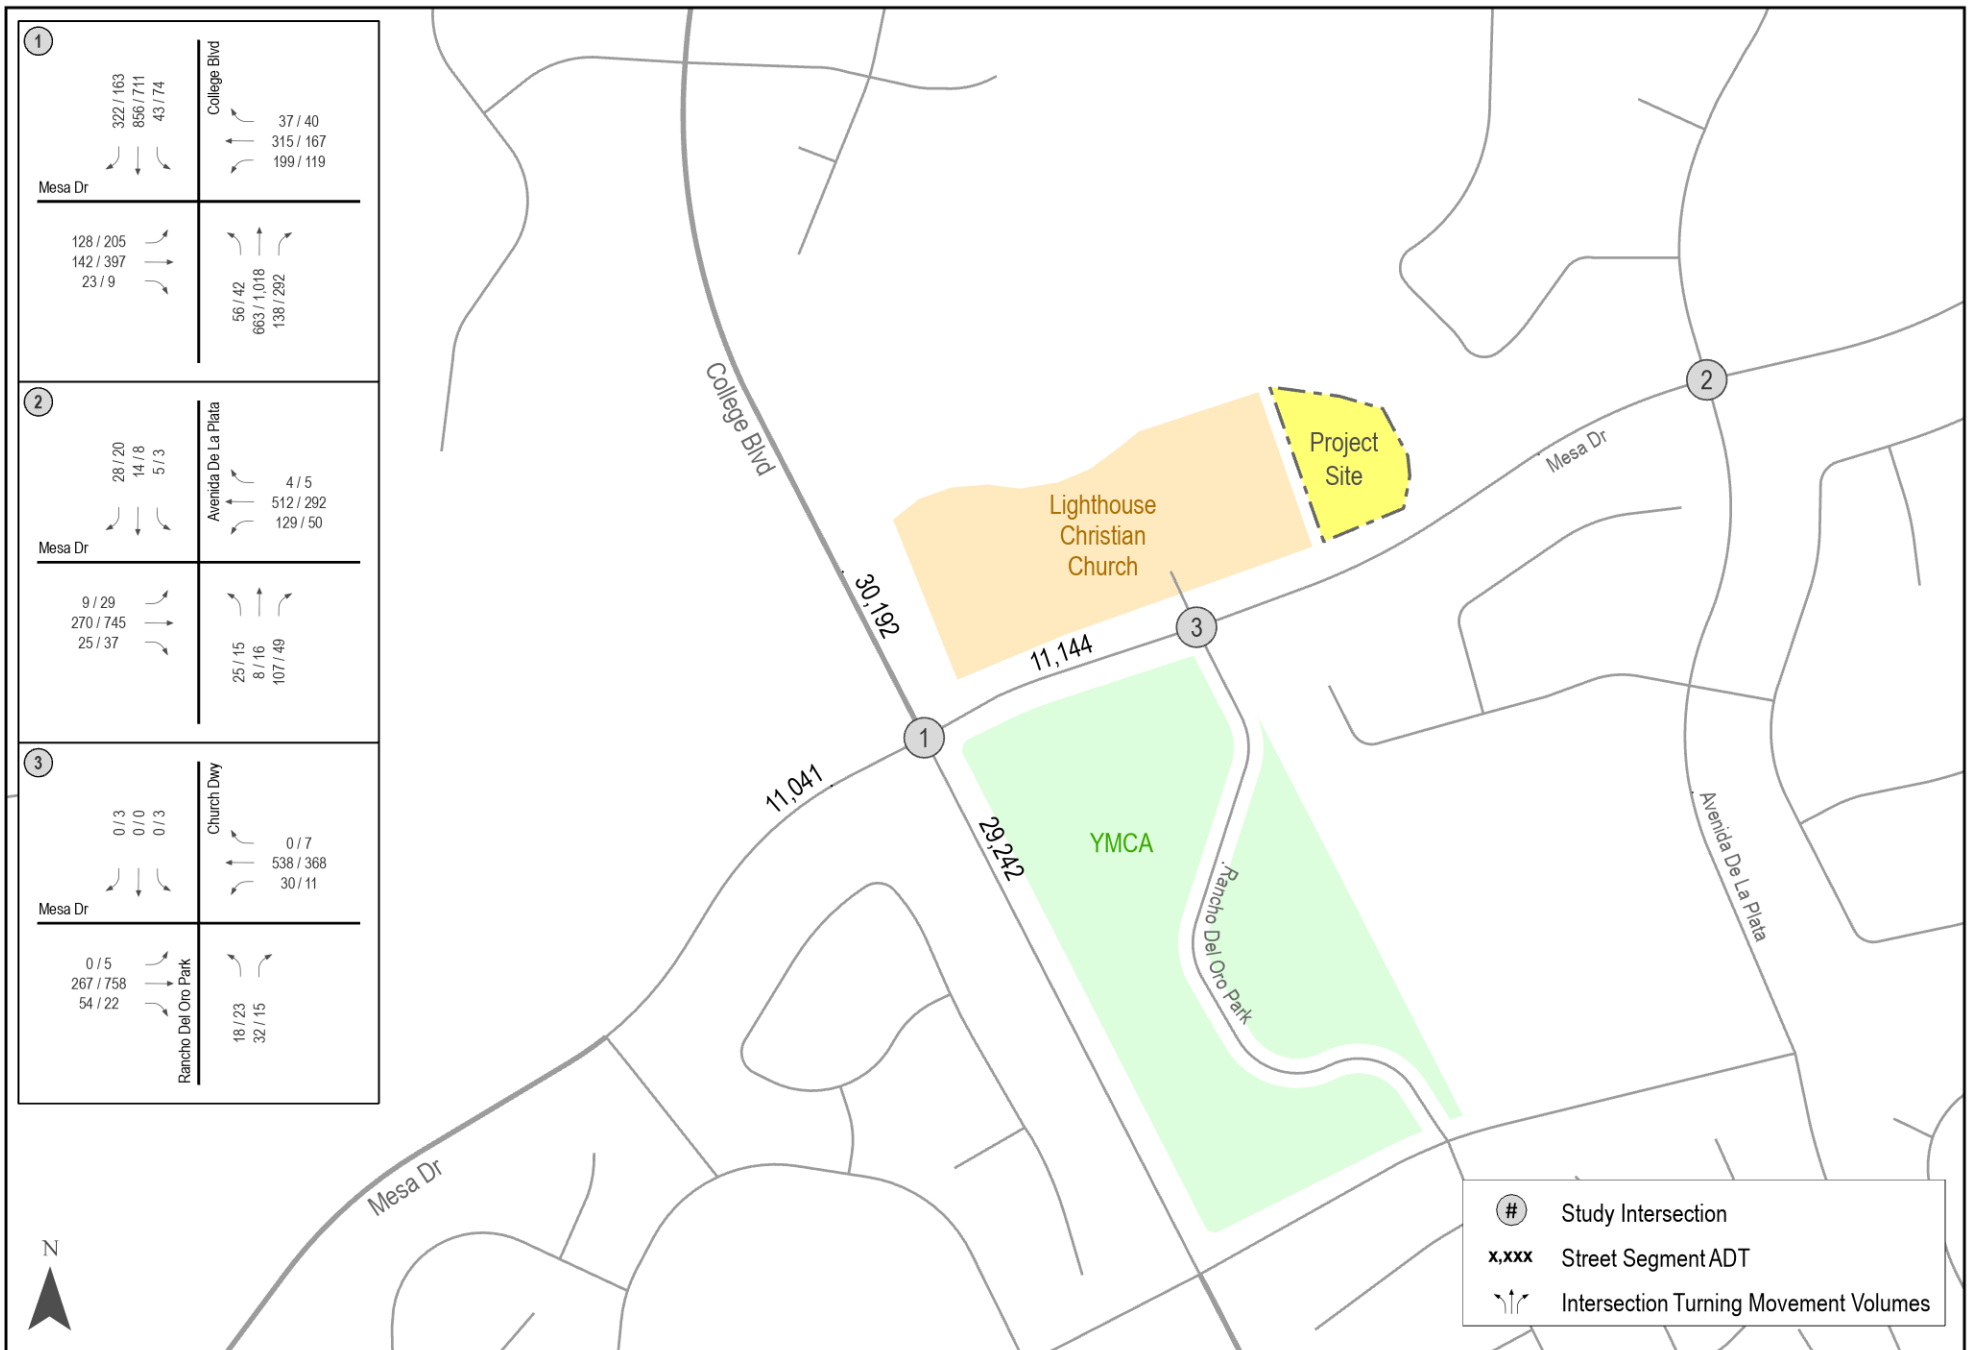 1
College Blvd
322 / 163
856 / 711
43 / 74
37 / 40
315 / 167
199 / 119
Mesa Dr
128 / 205
142 / 397
23 / 9
56 / 42
663 / 1,018
138 / 292
2
Avenida De La Plata
28 / 20
14 / 8
5 / 3
4 / 5
512 / 292
129 / 50
Mesa Dr
9 / 29
270 / 745
25 / 37
25 / 15
8 / 16
107 / 49
3
Church Dwy
0 / 3
0 / 0
0 / 3
0 / 7
538 / 368
30 / 11
Mesa Dr
0 / 5
267 / 758
54 / 22
Rancho Del Oro Park
18 / 23
32 / 15
College Blvd
2
Project
Site
Mesa Dr
Lighthouse
Christian
Church
30,192
3
11,144
1
11,041
29,242
YMCA
Rancho Del Oro Park
Avenida De La Plata
Mesa Dr
N
# Study Intersection
x,xxx Street Segment ADT
Intersection Turning Movement Volumes